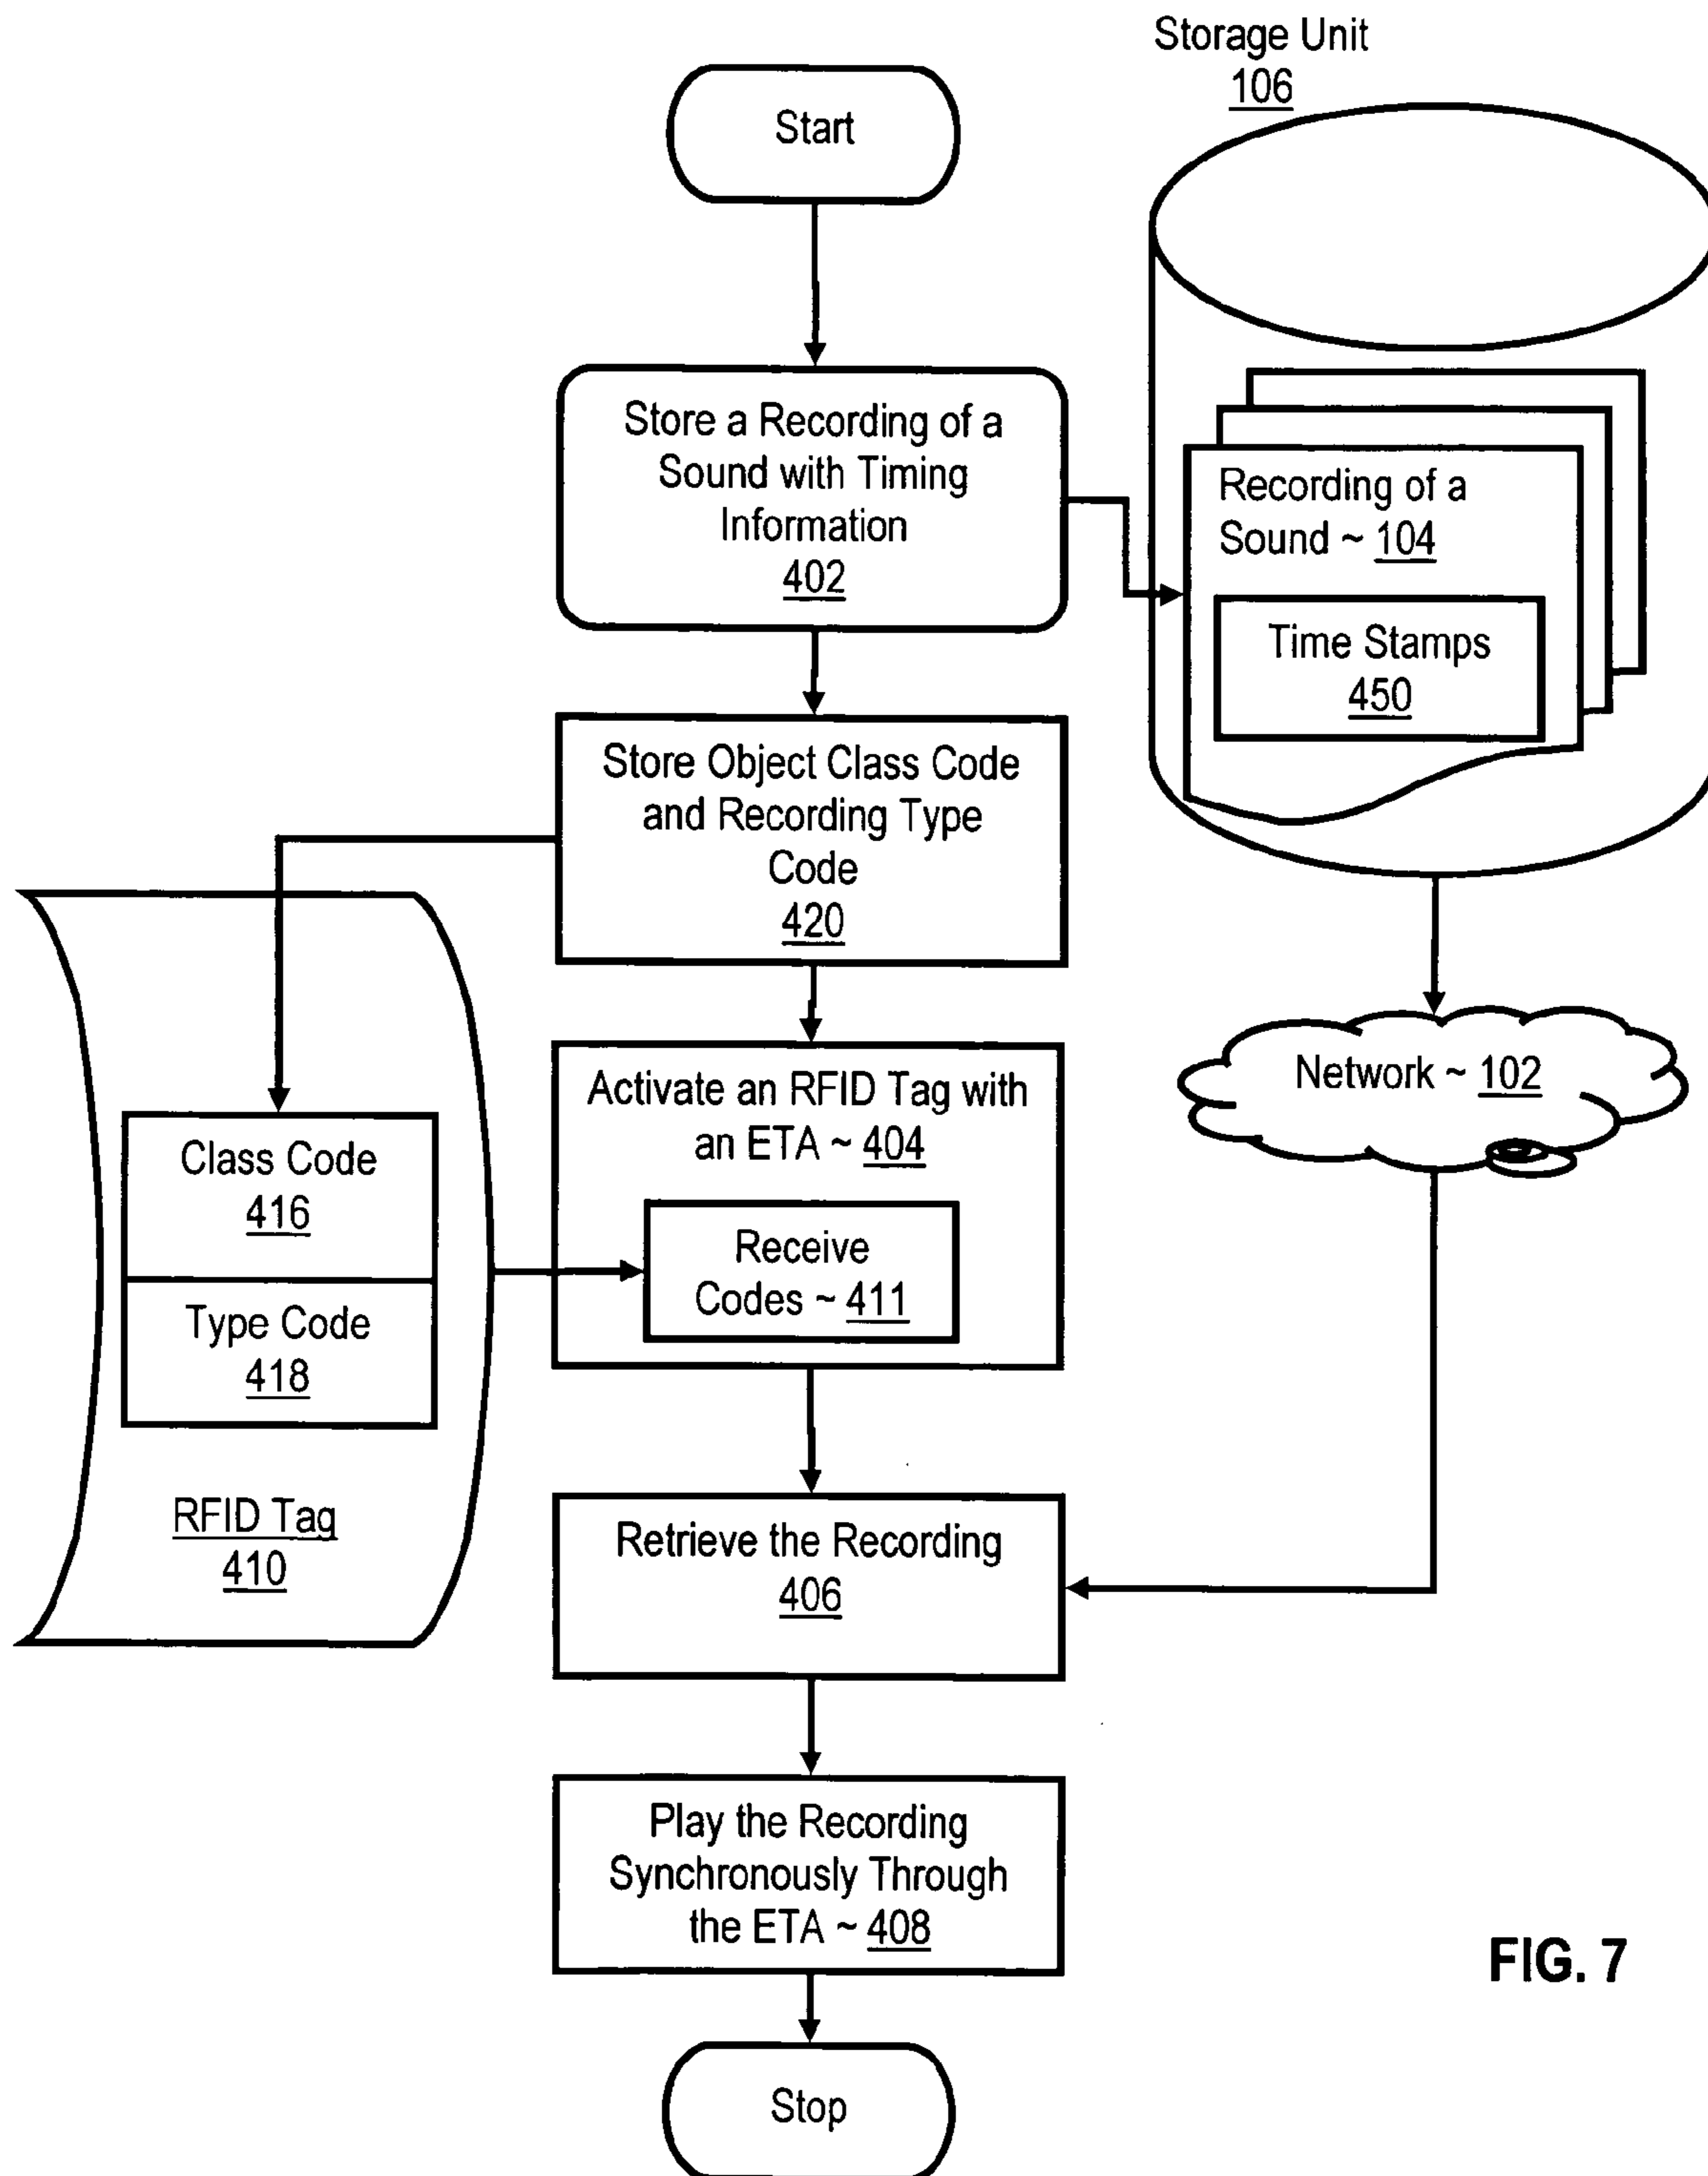 Storage Unit
106
Start
Store a Recording of a
Sound with Timing
Information
402
Recording of a
Sound ~ 104
Time Stamps
450
Store Object Class Code
and Recording Type
Code
420
Network ~ 102
Activate an RFID Tag with
an ETA ~ 404
Receive
Codes ~ 411
Class Code
416
Type Code
418
RFID Tag
410
Retrieve the Recording
406
Play the Recording
Synchronously Through
the ETA ~ 408
FIG. 7
Stop